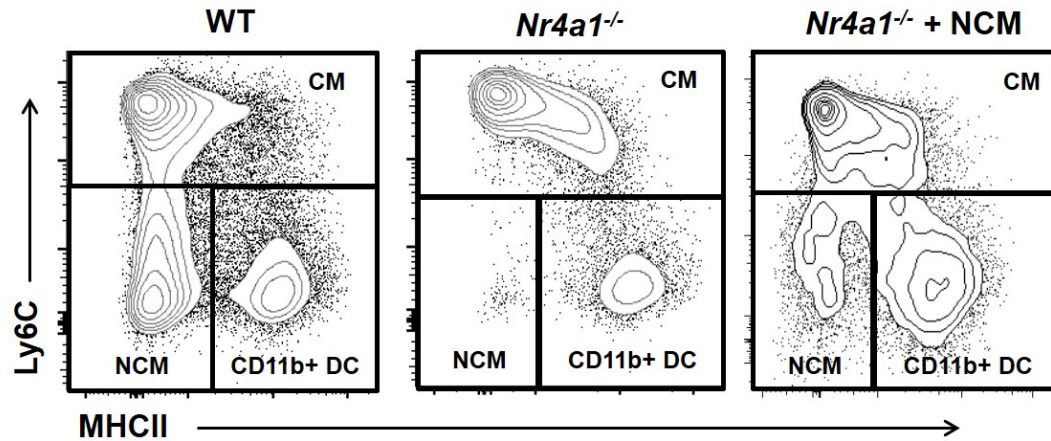 WT
Nr4a1-/-
Nr4a1-/- + NCM
CM
CM
CM
Ly6C
NCM
CD11b+ DC
NCM
CD11b+ DC
NCM
CD11b+ DC
MHCII